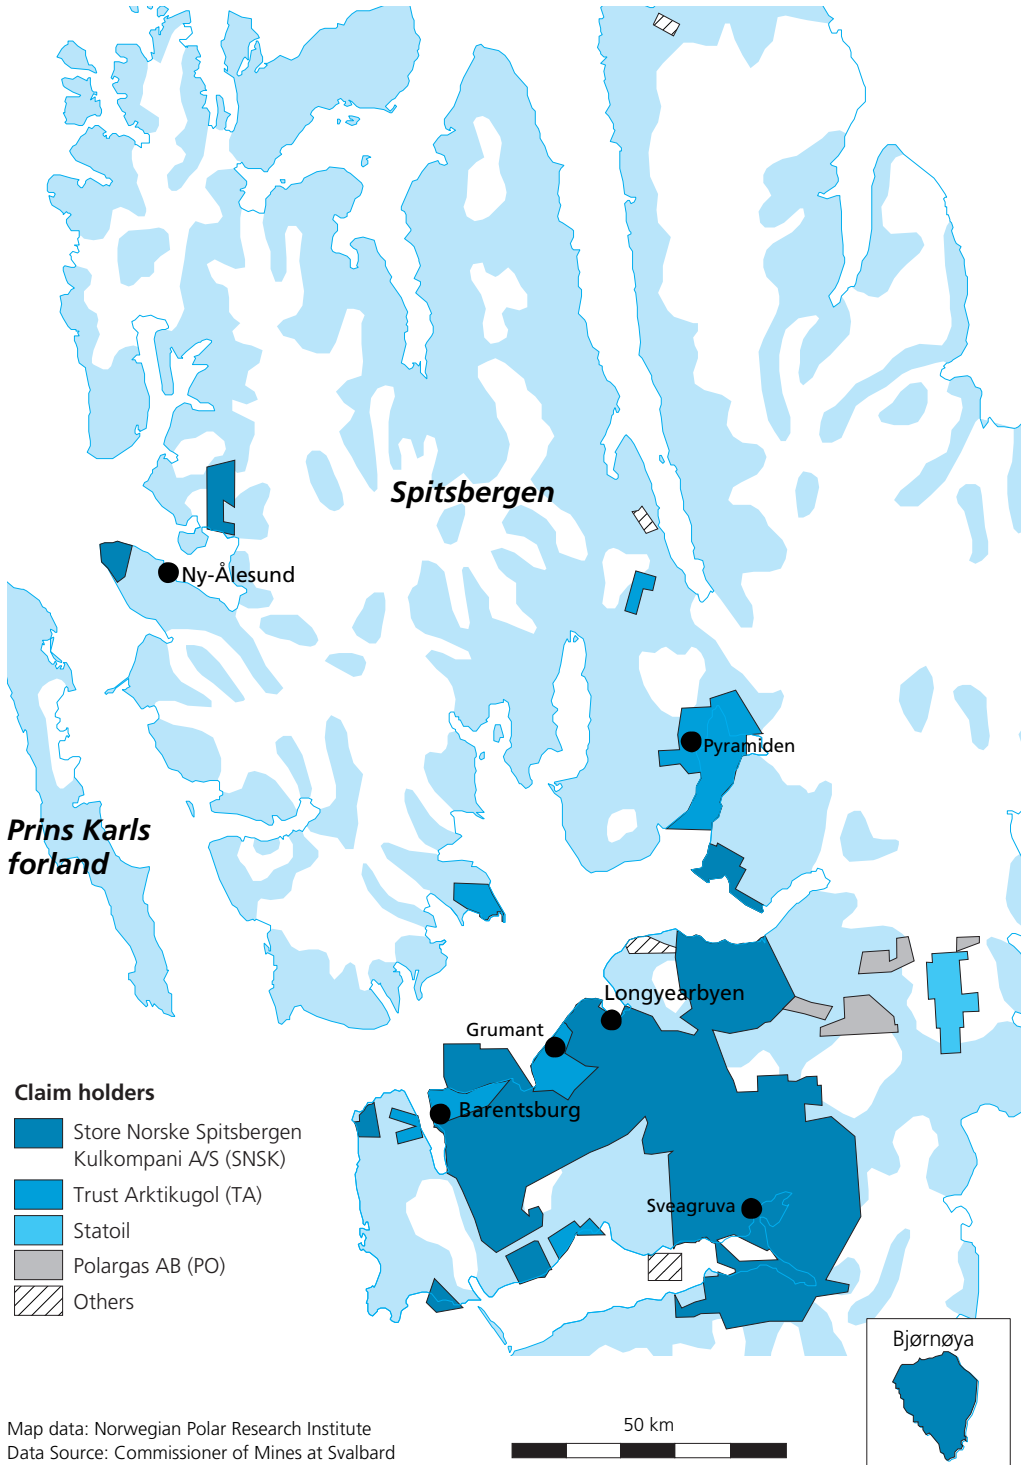 Spitsbergen
Ny-Ålesund
Pyramiden
Prins Karls
forland
Longyearbyen
Grumant
Barentsburg
Sveagruva
Claim holders
Store Norske Spitsbergen
Kulkompani A/S (SNSK)
Trust Arktikugol (TA)
Statoil
Polargas AB (PO)
Others
Bjørnøya
50 km
Map data: Norwegian Polar Research Institute
Data Source: Commissioner of Mines at Svalbard